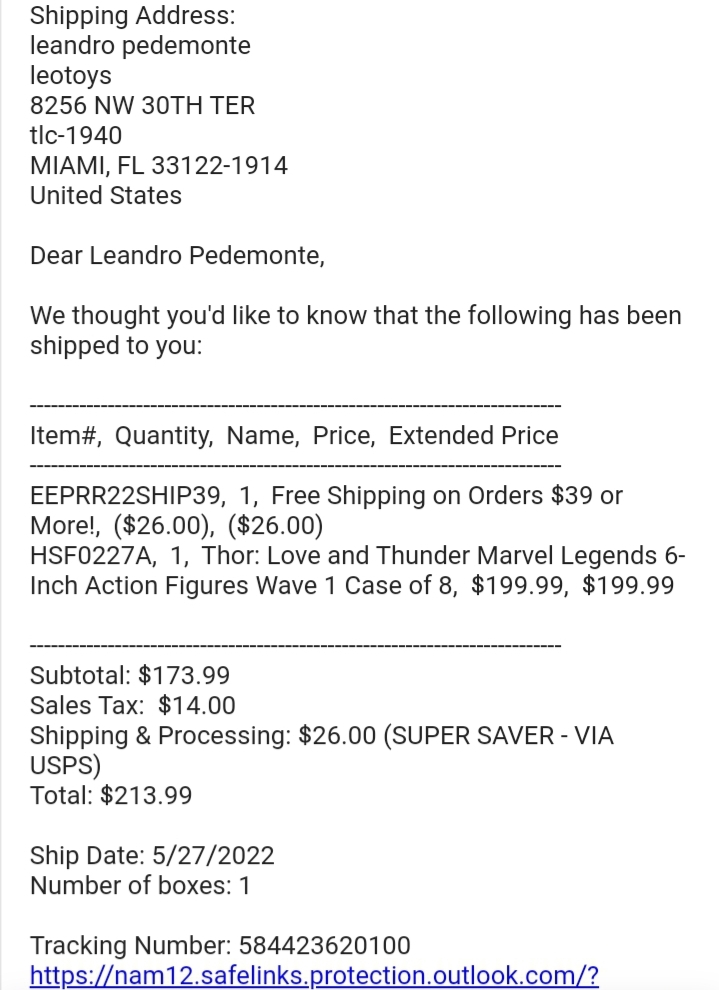 Shipping Address:
leandro pedemonte
leotoys
8256 NW 30TH TER
tlc-1940
MIAMI, FL 33122-1914
United States
Dear Leandro Pedemonte,
We thought you'd like to know that the following has been
shipped to you:
---------------------------------------------------------------------------
Item#,  Quantity,  Name,  Price,  Extended Price
---------------------------------------------------------------------------
EEPRR22SHIP39,  1,  Free Shipping on Orders $39 or
More!,  ($26.00),  ($26.00)
HSF0227A,  1,  Thor: Love and Thunder Marvel Legends 6-
Inch Action Figures Wave 1 Case of 8,  $199.99,  $199.99
---------------------------------------------------------------------------
Subtotal: $173.99
Sales Tax:  $14.00
Shipping & Processing: $26.00 (SUPER SAVER - VIA
USPS)
Total: $213.99
Ship Date: 5/27/2022
Number of boxes: 1
Tracking Number: 584423620100
https://nam12.safelinks.protection.outlook.com/?